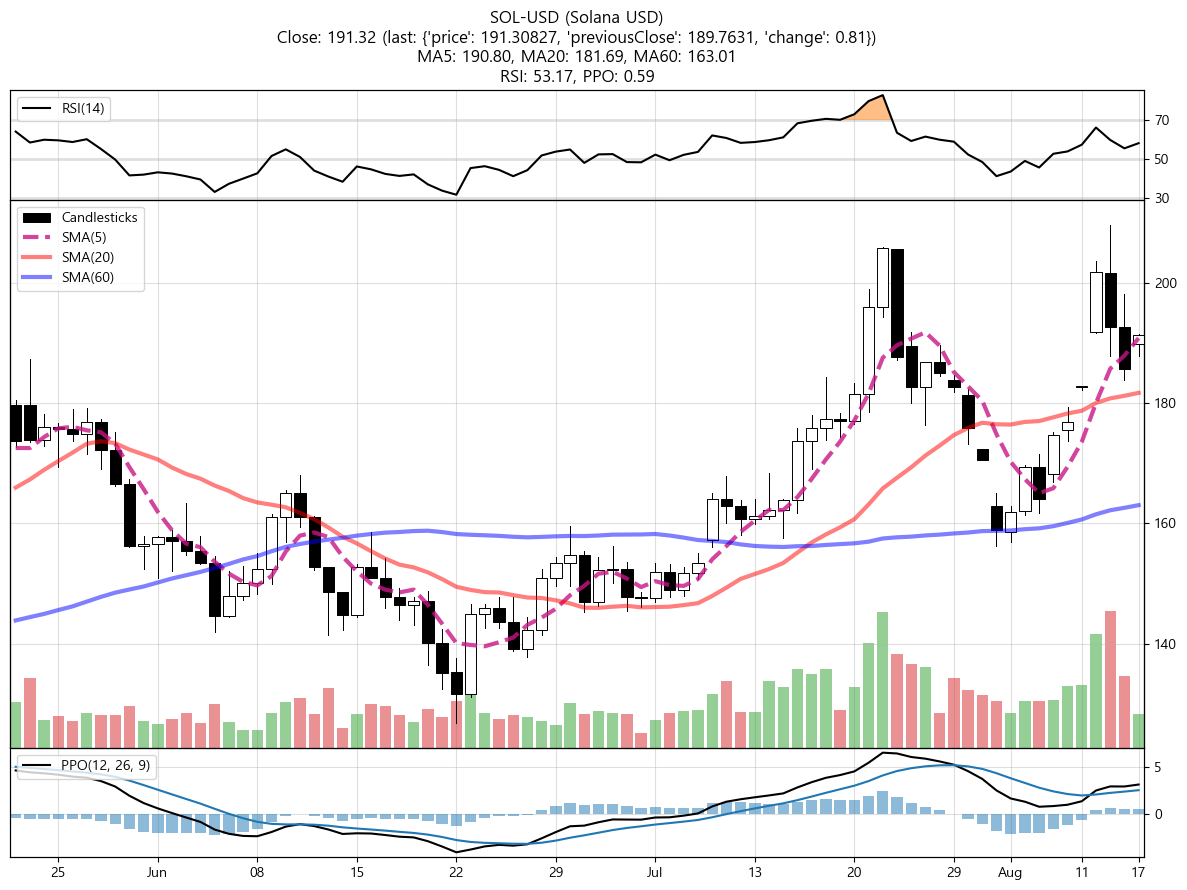 SOL-USD (Solana USD)
Close: 191.32 (last: {'price': 191.30827, 'previousClose': 189.7631, 'change': 0.81})
MA5: 190.80, MA20: 181.69, MA60: 163.01
RSI: 53.17, PPO: 0.59
RSI(14)
70
50
30
Candlesticks
SMA(5)
SMA(20)
SMA(60)
200
180
160
140
PPO(12, 26, 9)
5
0
25 Jun 08 15 22 29 Jul 13 20 29 Aug 11 17